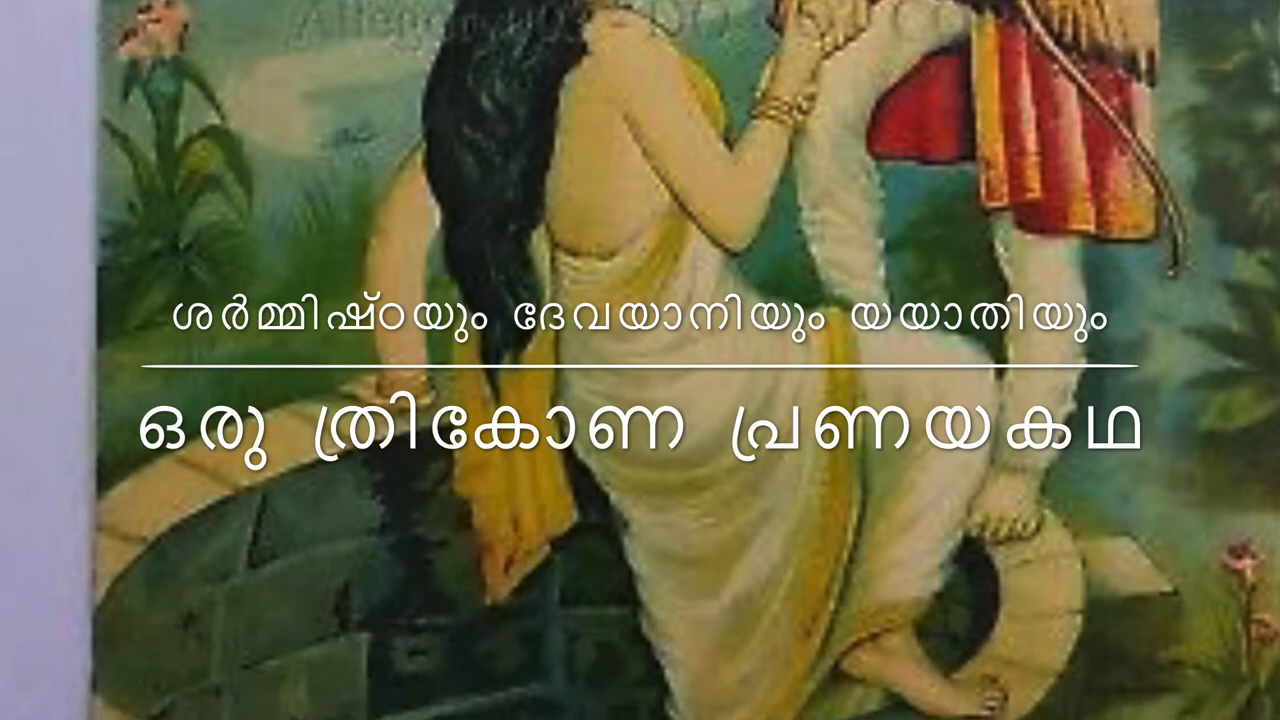 ശർമ്മിഷ്ഠയും ദേവയാനിയും യയാതിയും
ഒരു ത്രികോണ പ്രണയകഥ